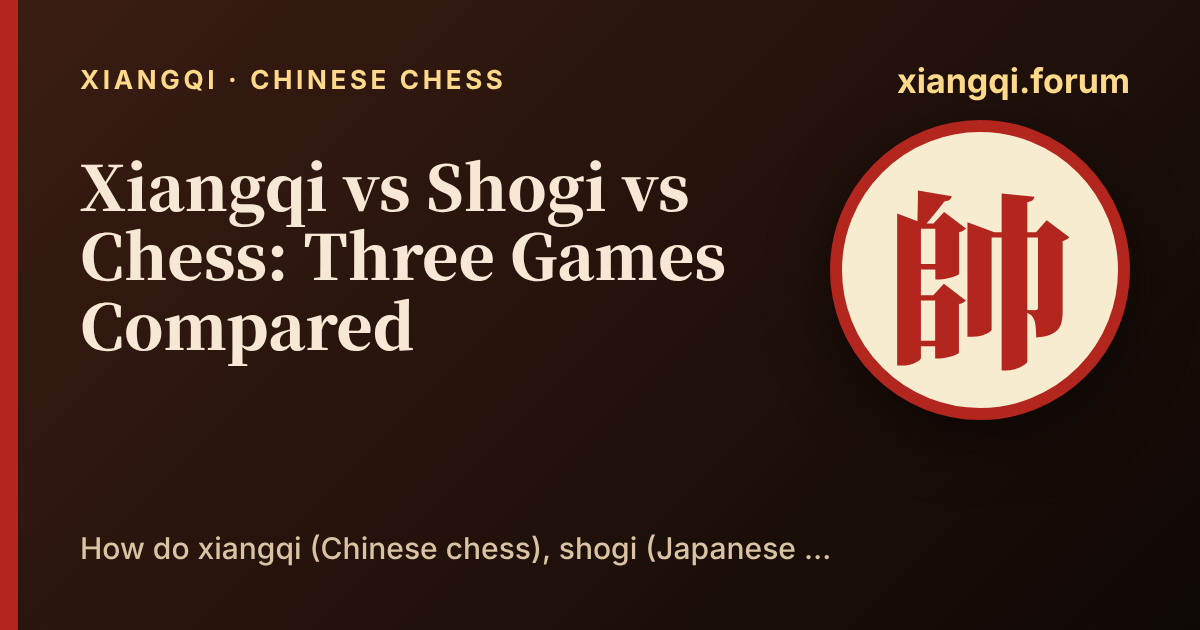 XIANGQI · CHINESE CHESS
xiangqi.forum
Xiangqi vs Shogi vs
Chess: Three Games
Compared
帥
How do xiangqi (Chinese chess), shogi (Japanese ...